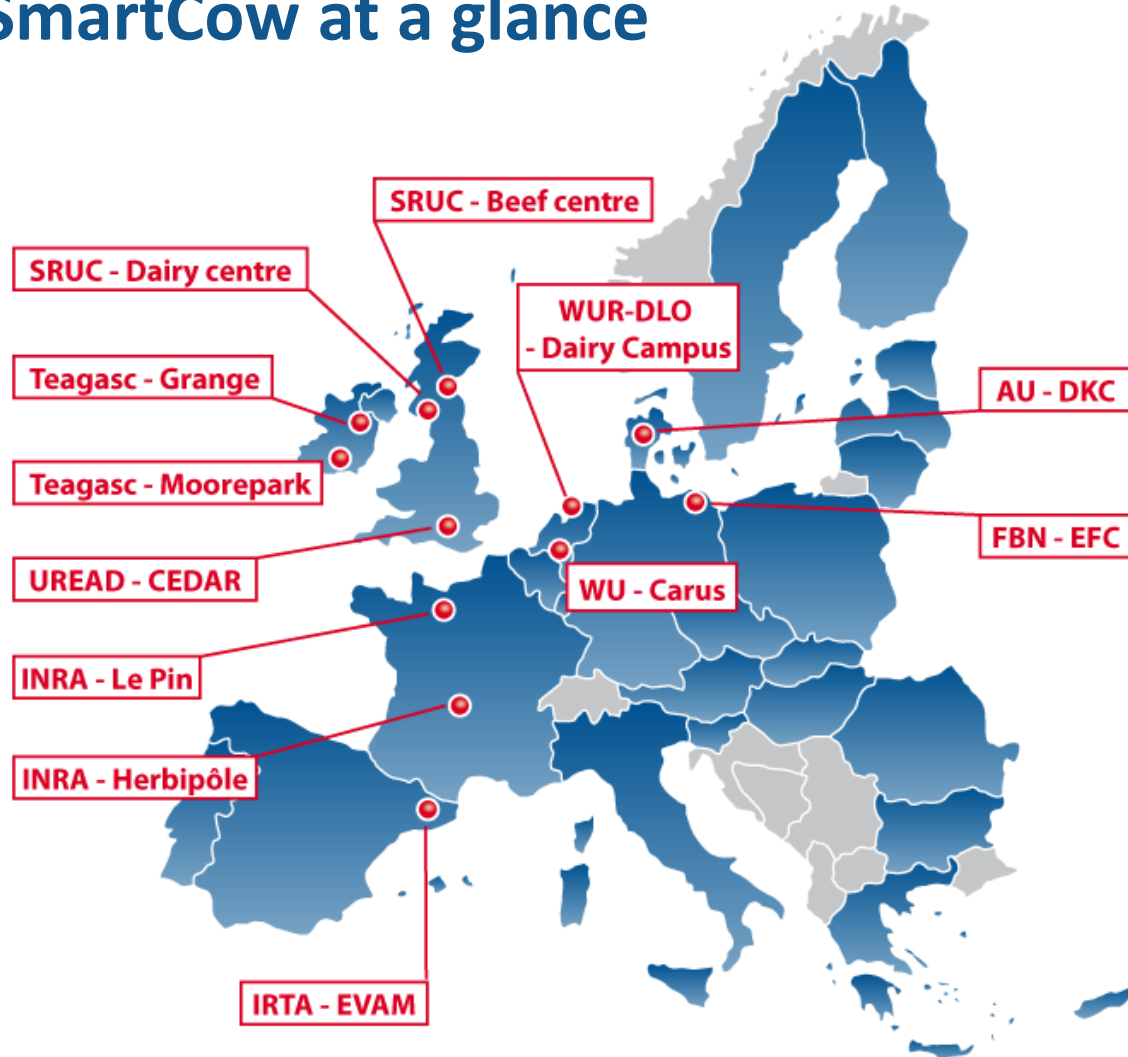 SmartCow at a glance
SRUC - Beef centre
SRUC - Dairy centre
WUR-DLO
- Dairy Campus
Teagasc - Grange
AU - DKC
Teagasc - Moorepark
FBN - EFC
UREAD - CEDAR
WU - Carus
INRA - Le Pin
INRA - Herbipôle
IRTA - EVAM